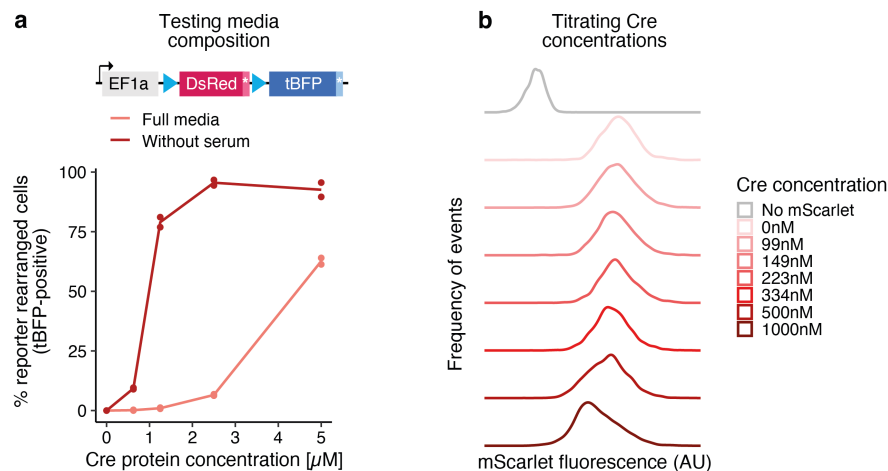 a
Testing media
composition
EF1a
DsRed
*
tBFP
*
Full media
Without serum
% reporter rearranged cells
(tBFP-positive)
100
75
50
25
0
0 1 2 3 4 5
Cre protein concentration [µM]
b
Titrating Cre
concentrations
Frequency of events
mScarlet fluorescence (AU)
Cre concentration
No mScarlet
0nM
99nM
149nM
223nM
334nM
500nM
1000nM